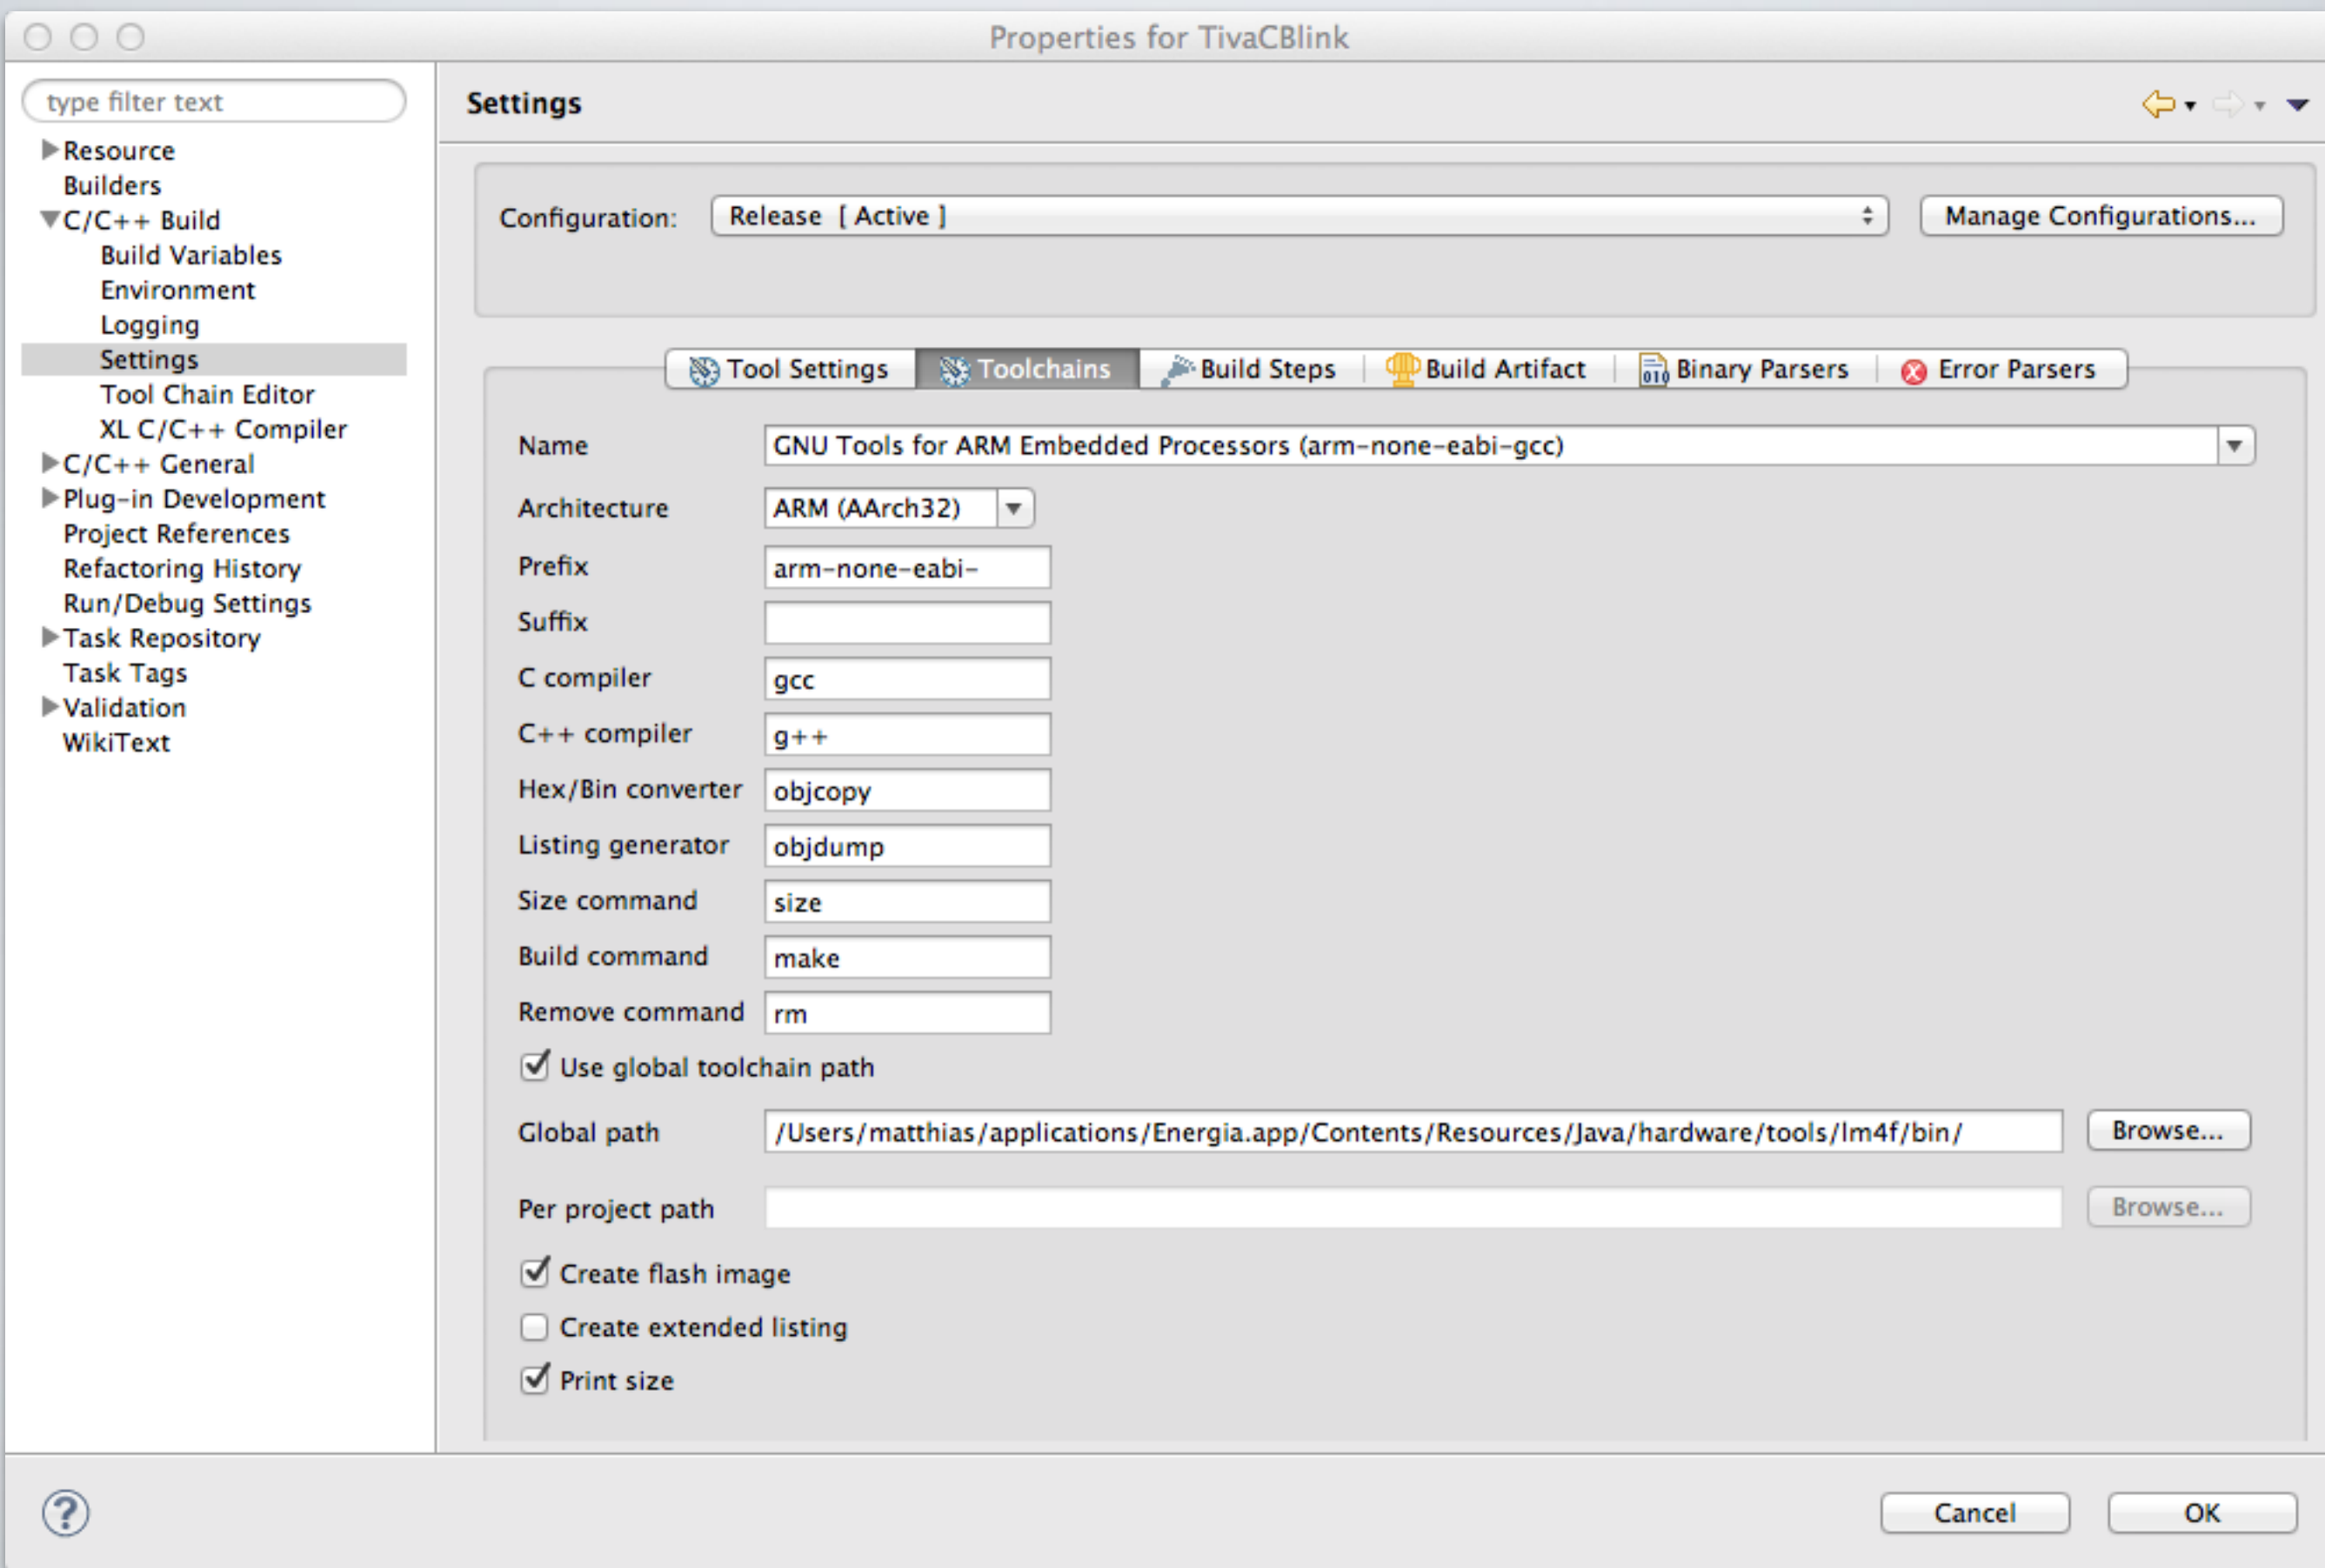 Properties for TivaCBlink
type filter text
Resource
Builders
C/C++ Build
Build Variables
Environment
Logging
Settings
Tool Chain Editor
XL C/C++ Compiler
C/C++ General
Plug-in Development
Project References
Refactoring History
Run/Debug Settings
Task Repository
Task Tags
Validation
WikiText
Settings
Configuration: Release [ Active ] Manage Configurations...
Tool Settings Toolchains Build Steps Build Artifact Binary Parsers Error Parsers
Name GNU Tools for ARM Embedded Processors (arm-none-eabi-gcc)
Architecture ARM (AArch32)
Prefix arm-none-eabi-
Suffix
C compiler gcc
C++ compiler g++
Hex/Bin converter objcopy
Listing generator objdump
Size command size
Build command make
Remove command rm
Use global toolchain path
Global path /Users/matthias/applications/Energia.app/Contents/Resources/Java/hardware/tools/lm4f/bin/ Browse...
Per project path Browse...
Create flash image
Create extended listing
Print size
? Cancel OK